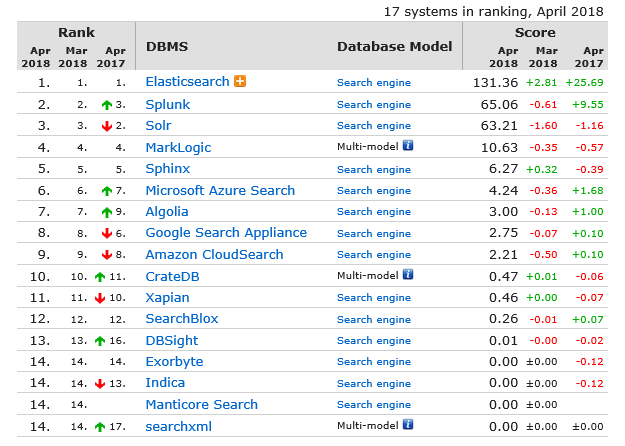 17 systems in ranking, April 2018
Rank DBMS Database Model Score
Apr 2018 Mar 2018 Apr 2017 Apr 2018 Mar 2018 Apr 2017
1. 1. 1. Elasticsearch Search engine 131.36 +2.81 +25.69
2. 2. 3. Splunk Search engine 65.06 -0.61 +9.55
3. 3. 2. Solr Search engine 63.21 -1.60 -1.16
4. 4. 4. MarkLogic Multi-model i 10.63 -0.35 -0.57
5. 5. 5. Sphinx Search engine 6.27 +0.32 -0.39
6. 6. 7. Microsoft Azure Search Search engine 4.24 -0.36 +1.68
7. 7. 9. Algolia Search engine 3.00 -0.13 +1.00
8. 8. 6. Google Search Appliance Search engine 2.75 -0.07 +0.10
9. 9. 8. Amazon CloudSearch Search engine 2.21 -0.50 +0.10
10. 10. 11. CrateDB Multi-model i 0.47 +0.01 -0.06
11. 11. 10. Xapian Search engine 0.46 +0.00 -0.07
12. 12. 12. SearchBlox Search engine 0.26 -0.01 +0.07
13. 13. 16. DBSight Search engine 0.01 -0.00 -0.02
14. 14. 14. Exorbyte Search engine 0.00 ±0.00 -0.12
14. 14. 13. Indica Search engine 0.00 ±0.00 -0.12
14. 14. Manticore Search Search engine 0.00 ±0.00
14. 14. 17. searchxml Multi-model i 0.00 ±0.00 ±0.00